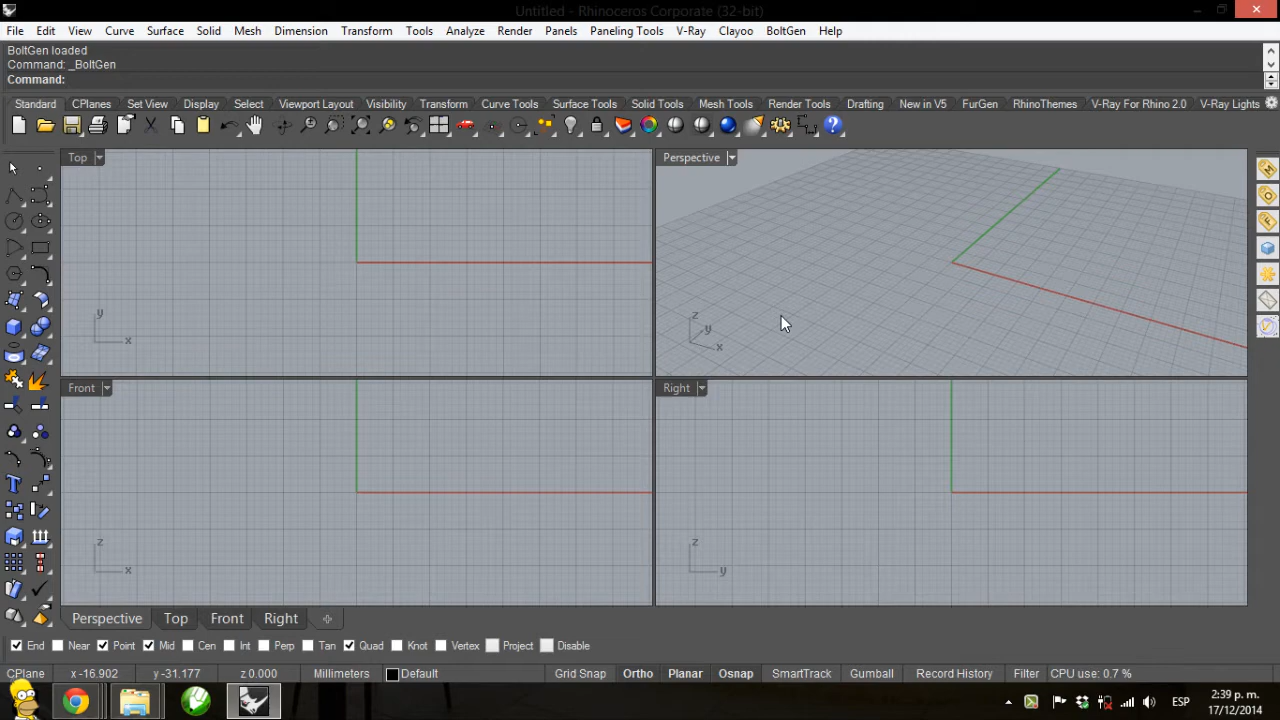 Untitled - Rhinoceros Corporate (32-bit)
File Edit View Curve Surface Solid Mesh Dimension Transform Tools Analyze Render Panels Paneling Tools V-Ray Clayoo BoltGen Help
BoltGen loaded
Command: _BoltGen
Command:
Standard CPlanes Set View Display Select Viewport Layout Visibility Transform Curve Tools Surface Tools Solid Tools Mesh Tools Render Tools Drafting New in V5 FurGen RhinoThemes V-Ray For Rhino 2.0 V-Ray Lights
Top Perspective
y
x
z
y
x
Front Right
z
x
z
y
Perspective Top Front Right
End Near Point Mid Cen Int Perp Tan Quad Knot Vertex Project Disable
CPlane x -16.902 y -31.177 z 0.000 Millimeters Default Grid Snap Ortho Planar Osnap SmartTrack Gumball Record History Filter CPU use: 0.7 %
ESP 2:39 p. m.
17/12/2014